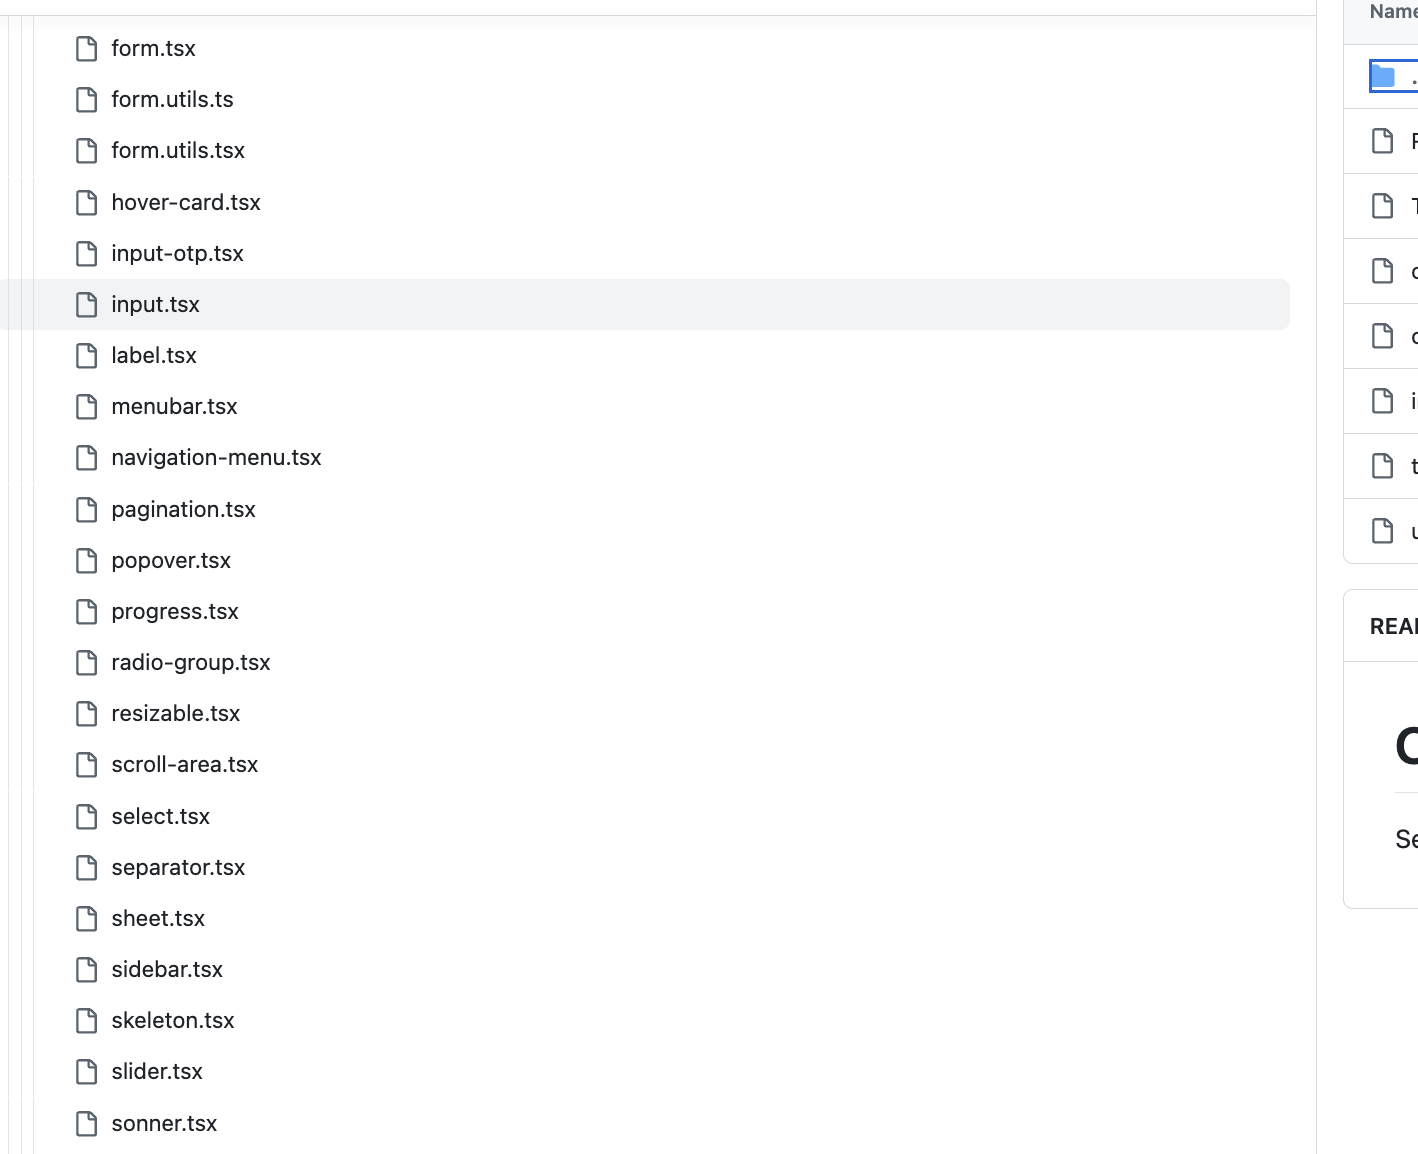 form.tsx
form.utils.ts
form.utils.tsx
hover-card.tsx
input-otp.tsx
input.tsx
label.tsx
menubar.tsx
navigation-menu.tsx
pagination.tsx
popover.tsx
progress.tsx
radio-group.tsx
resizable.tsx
scroll-area.tsx
select.tsx
separator.tsx
sheet.tsx
sidebar.tsx
skeleton.tsx
slider.tsx
sonner.tsx
Name